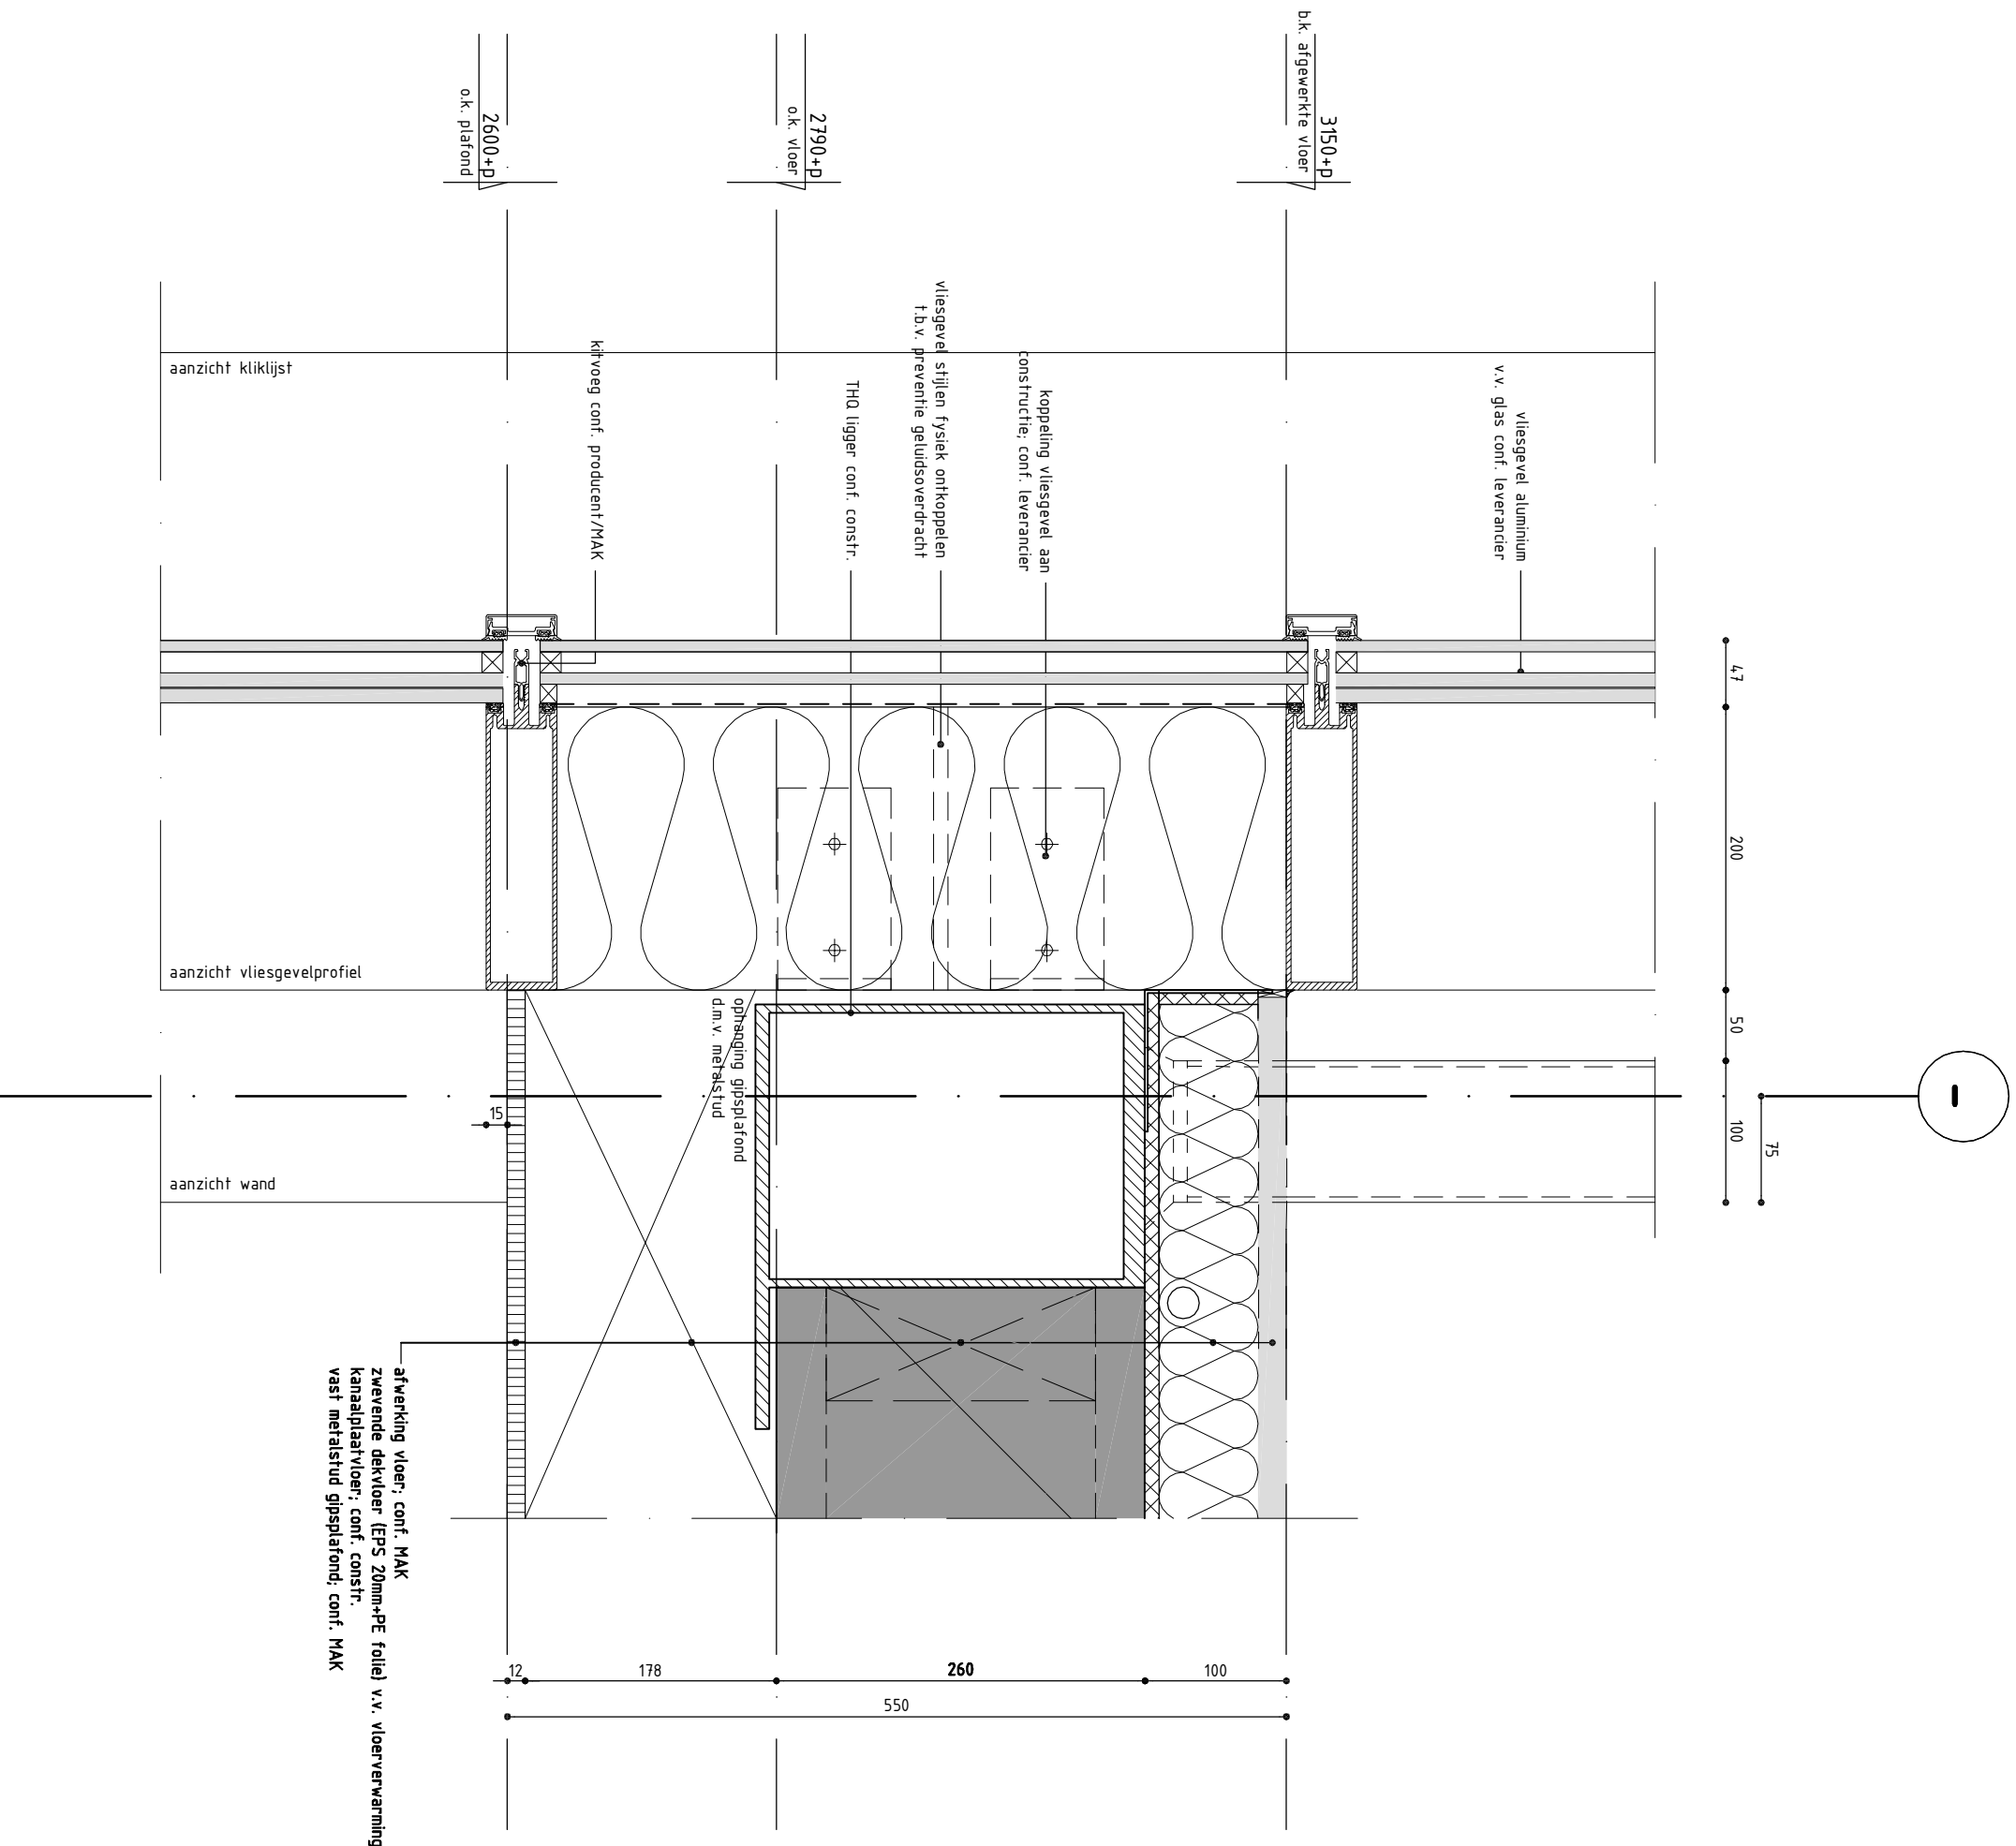 b.k. afgewerkte vloer
3150+p
2790+p
o.k. vloer
2600+p
o.k. plafond
vliesgevel aluminium
v.v. glas conf. leverancier
koppeling vliesgevel aan
constructie; conf. leverancier
vliesgevel stijlen fysiek ontkoppelen
t.b.v. preventie geluidsoverdracht
THQ ligger conf. constr.
kitvoeg conf. producent/MAK
aanzicht kliklijst
aanzicht vliesgevelprofiel
aanzicht wand
ophanging gipsplafond
d.m.v. metalstud
47
200
50
100
75
I
15
afwerking vloer; conf. MAK
zwevende dekvloer (EPS 20mm+PE folie) v.v. vloerverwarming
kanaalplaatvloer; conf. constr.
vast metalstud gipsplafond; conf. MAK
12
178
260
100
550